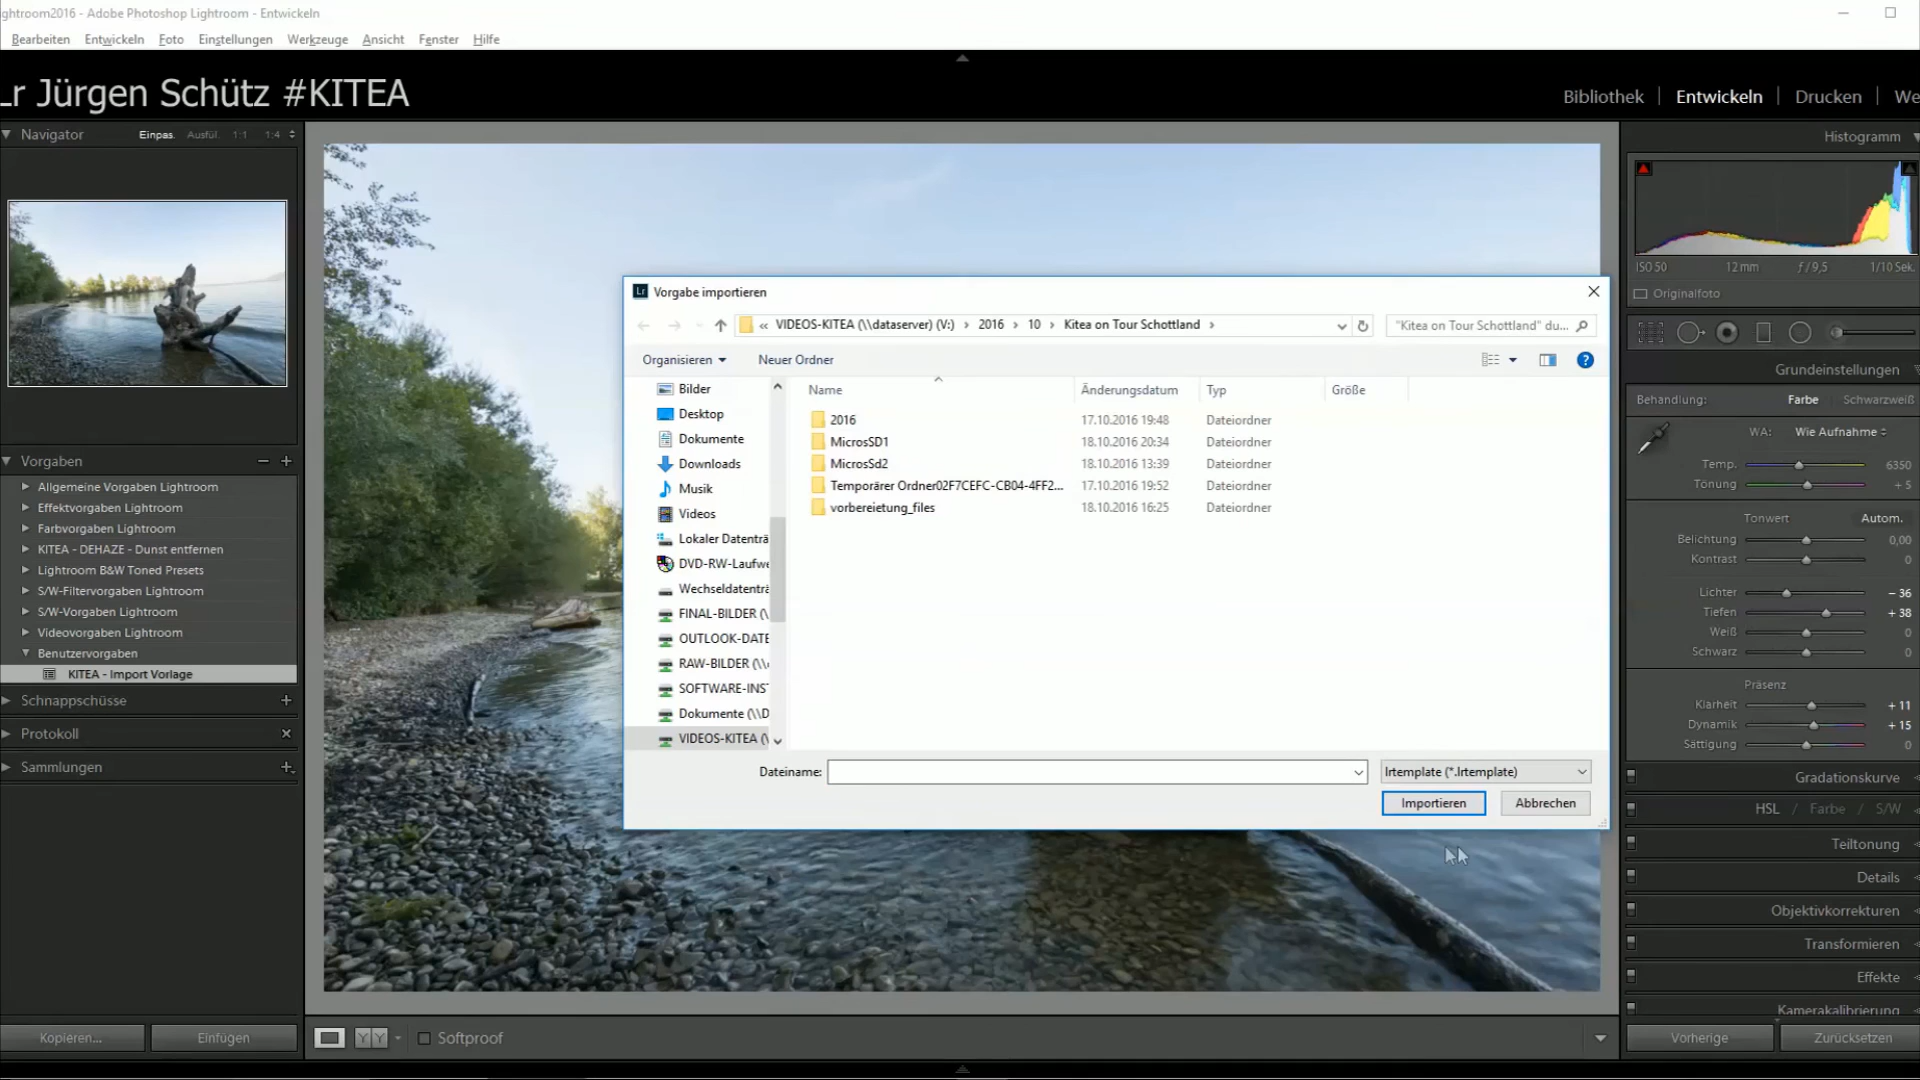 ghtroom2016 - Adobe Photoshop Lightroom - Entwickeln
Bearbeiten Entwickeln Foto Einstellungen Werkzeuge Ansicht Fenster Hilfe
Lr Jürgen Schütz #KITEA
Bibliothek | Entwickeln | Drucken | We
Navigator Einpas. Ausfül. 1:1 1:4
Histogramm
ISO 50 12 mm ƒ / 9,5 1/10 Sek.
Originalfoto
Grundeinstellungen
Behandlung: Farbe Schwarzweiß
WA: Wie Aufnahme
Temp. 6350
Tönung + 5
Tonwert Autom.
Belichtung 0,00
Kontrast 0
Lichter - 36
Tiefen + 38
Weiß 0
Schwarz 0
Präsenz
Klarheit + 11
Dynamik + 15
Sättigung 0
Gradationskurve
HSL / Farbe / S/W
Teiltonung
Details
Objektivkorrekturen
Transformieren
Effekte
Kamerakalibrierung
Vorherige Zurücksetzen
Vorgaben
Allgemeine Vorgaben Lightroom
Effektvorgaben Lightroom
Farbvorgaben Lightroom
KITEA - DEHAZE - Dunst entfernen
Lightroom B&W Toned Presets
S/W-Filtervorgaben Lightroom
S/W-Vorgaben Lightroom
Videovorgaben Lightroom
Benutzervorgaben
KITEA - Import Vorlage
Schnappschüsse
Protokoll
Sammlungen
Kopieren... Einfügen
Softproof
Lr Vorgabe importieren
« VIDEOS-KITEA (\\dataserver) (V:) › 2016 › 10 › Kitea on Tour Schottland ›
"Kitea on Tour Schottland" du...
Organisieren Neuer Ordner
Bilder
Desktop
Dokumente
Downloads
Musik
Videos
Lokaler Datenträ
DVD-RW-Laufwe
Wechseldatenträ
FINAL-BILDER (\
OUTLOOK-DATE
RAW-BILDER (\\
SOFTWARE-INS
Dokumente (\\D
VIDEOS-KITEA (\
Name Änderungsdatum Typ Größe
2016 17.10.2016 19:48 Dateiordner
MicrosSD1 18.10.2016 20:34 Dateiordner
MicrosSd2 18.10.2016 13:39 Dateiordner
Temporärer Ordner02F7CEFC-CB04-4FF2... 17.10.2016 19:52 Dateiordner
vorbereietung_files 18.10.2016 16:25 Dateiordner
Dateiname: lrtemplate (*.lrtemplate)
Importieren Abbrechen